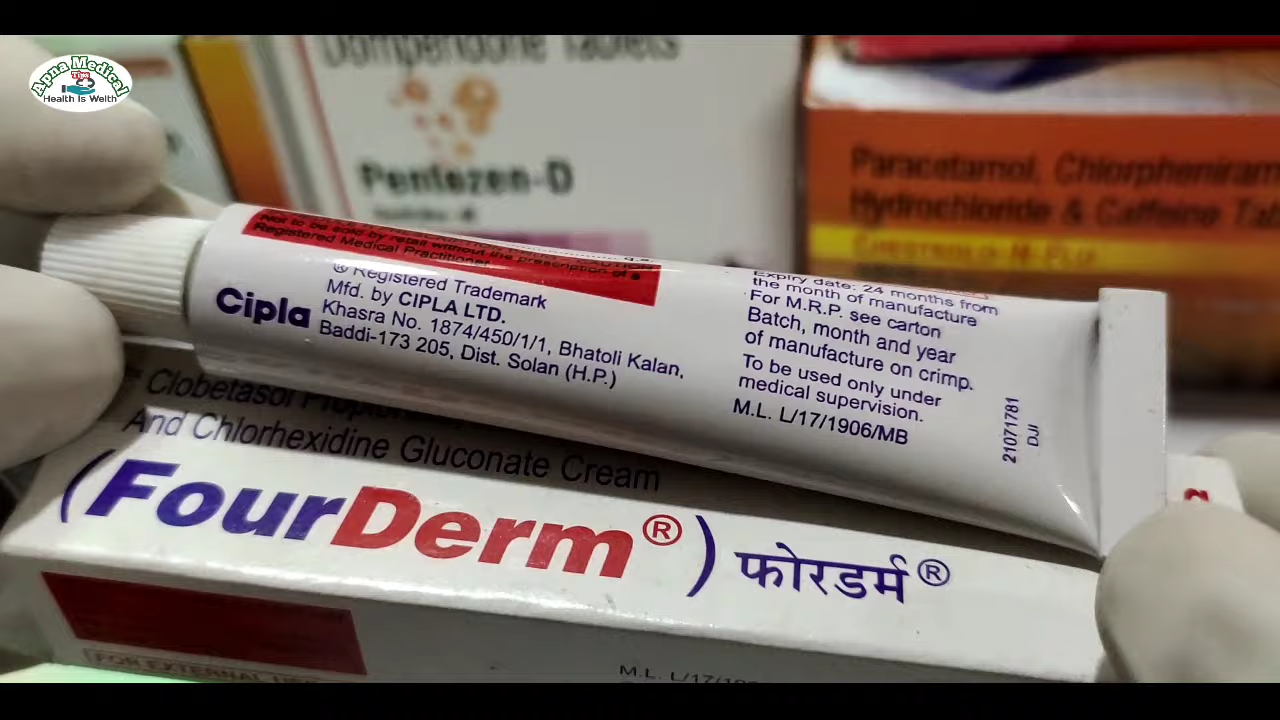 Apna Medical
Tips
Health Is Welth
Domperidone Tablets
Pentozen-D
Paracetamol, Chlorpheniram
Hydrochloride & Caffeine Tab
Not to be sold by retail without the prescription of a
Registered Medical Practitioner
Cipla
® Registered Trademark
Mfd. by CIPLA LTD.
Khasra No. 1874/450/1/1, Bhatoli Kalan,
Baddi-173 205, Dist. Solan (H.P.)
Expiry date: 24 months from
the month of manufacture
For M.R.P. see carton
Batch, month and year
of manufacture on crimp.
To be used only under
medical supervision.
M.L. L/17/1906/MB
21071781
DJI
Clobetasol
And Chlorhexidine Gluconate Cream
(FourDerm®) फोरडर्म®
FOR EXTERNAL
M.L.